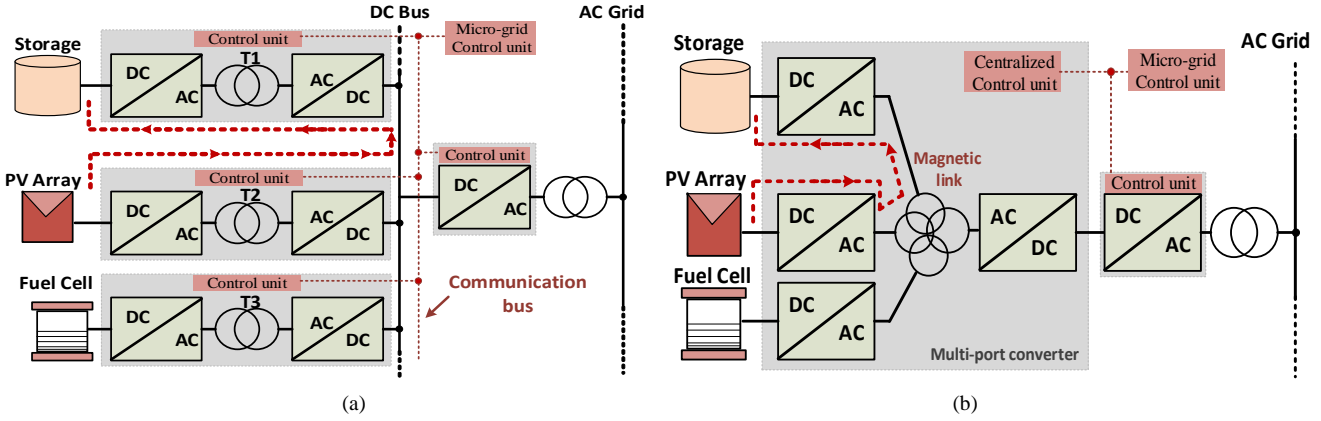 DC Bus
AC Grid
Storage
Control unit
Micro-grid
Control unit
T1
DC
AC
AC
DC
PV Array
Control unit
T2
DC
AC
AC
DC
Control unit
DC
AC
Fuel Cell
Control unit
T3
DC
AC
AC
DC
Communication
bus
(a)
Storage
AC Grid
Centralized
Control unit
Micro-grid
Control unit
DC
AC
PV Array
Magnetic
link
Control unit
DC
AC
AC
DC
DC
AC
Fuel Cell
DC
AC
Multi-port converter
(b)